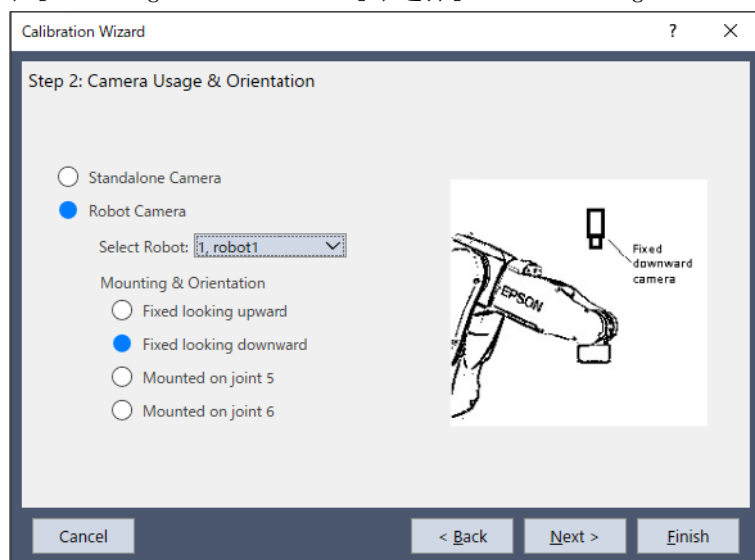 Calibration Wizard
? ×
Step 2: Camera Usage & Orientation
Standalone Camera
Robot Camera
Select Robot: 1, robot1
Mounting & Orientation
Fixed looking upward
Fixed looking downward
Mounted on joint 5
Mounted on joint 6
Fixed
downward
camera
EPSON
Cancel
< Back
Next >
Finish